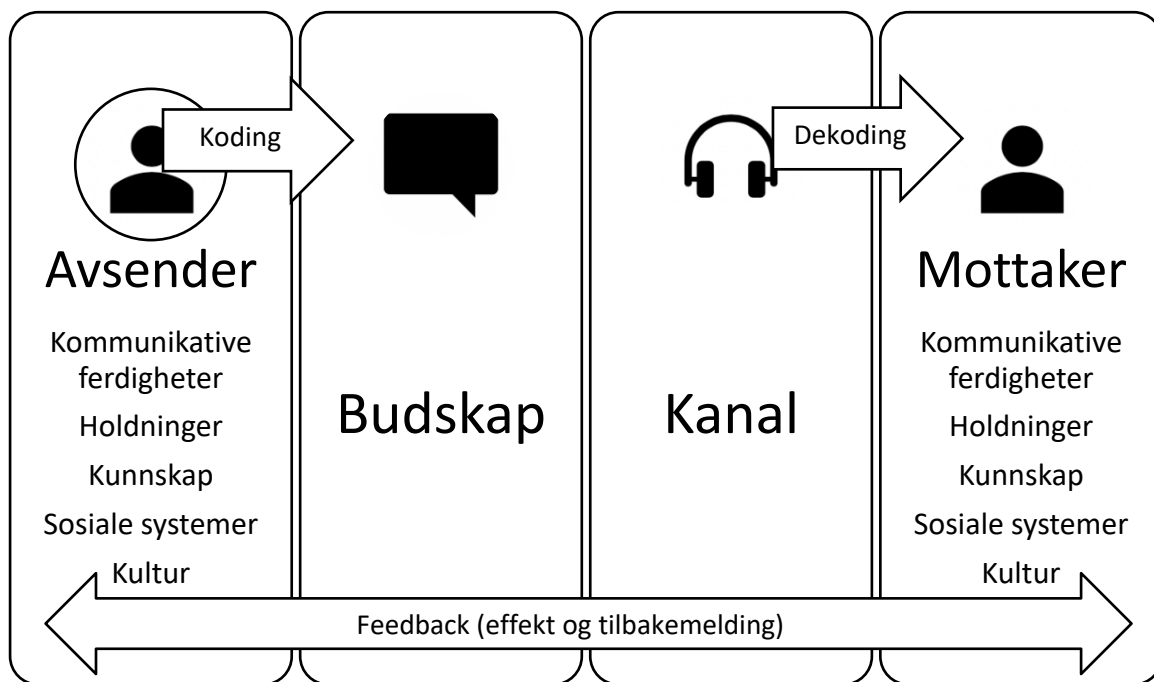 Koding
Dekoding
Avsender
Kommunikative
ferdigheter
Holdninger
Kunnskap
Sosiale systemer
Kultur
Budskap
Kanal
Mottaker
Kommunikative
ferdigheter
Holdninger
Kunnskap
Sosiale systemer
Kultur
Feedback (effekt og tilbakemelding)